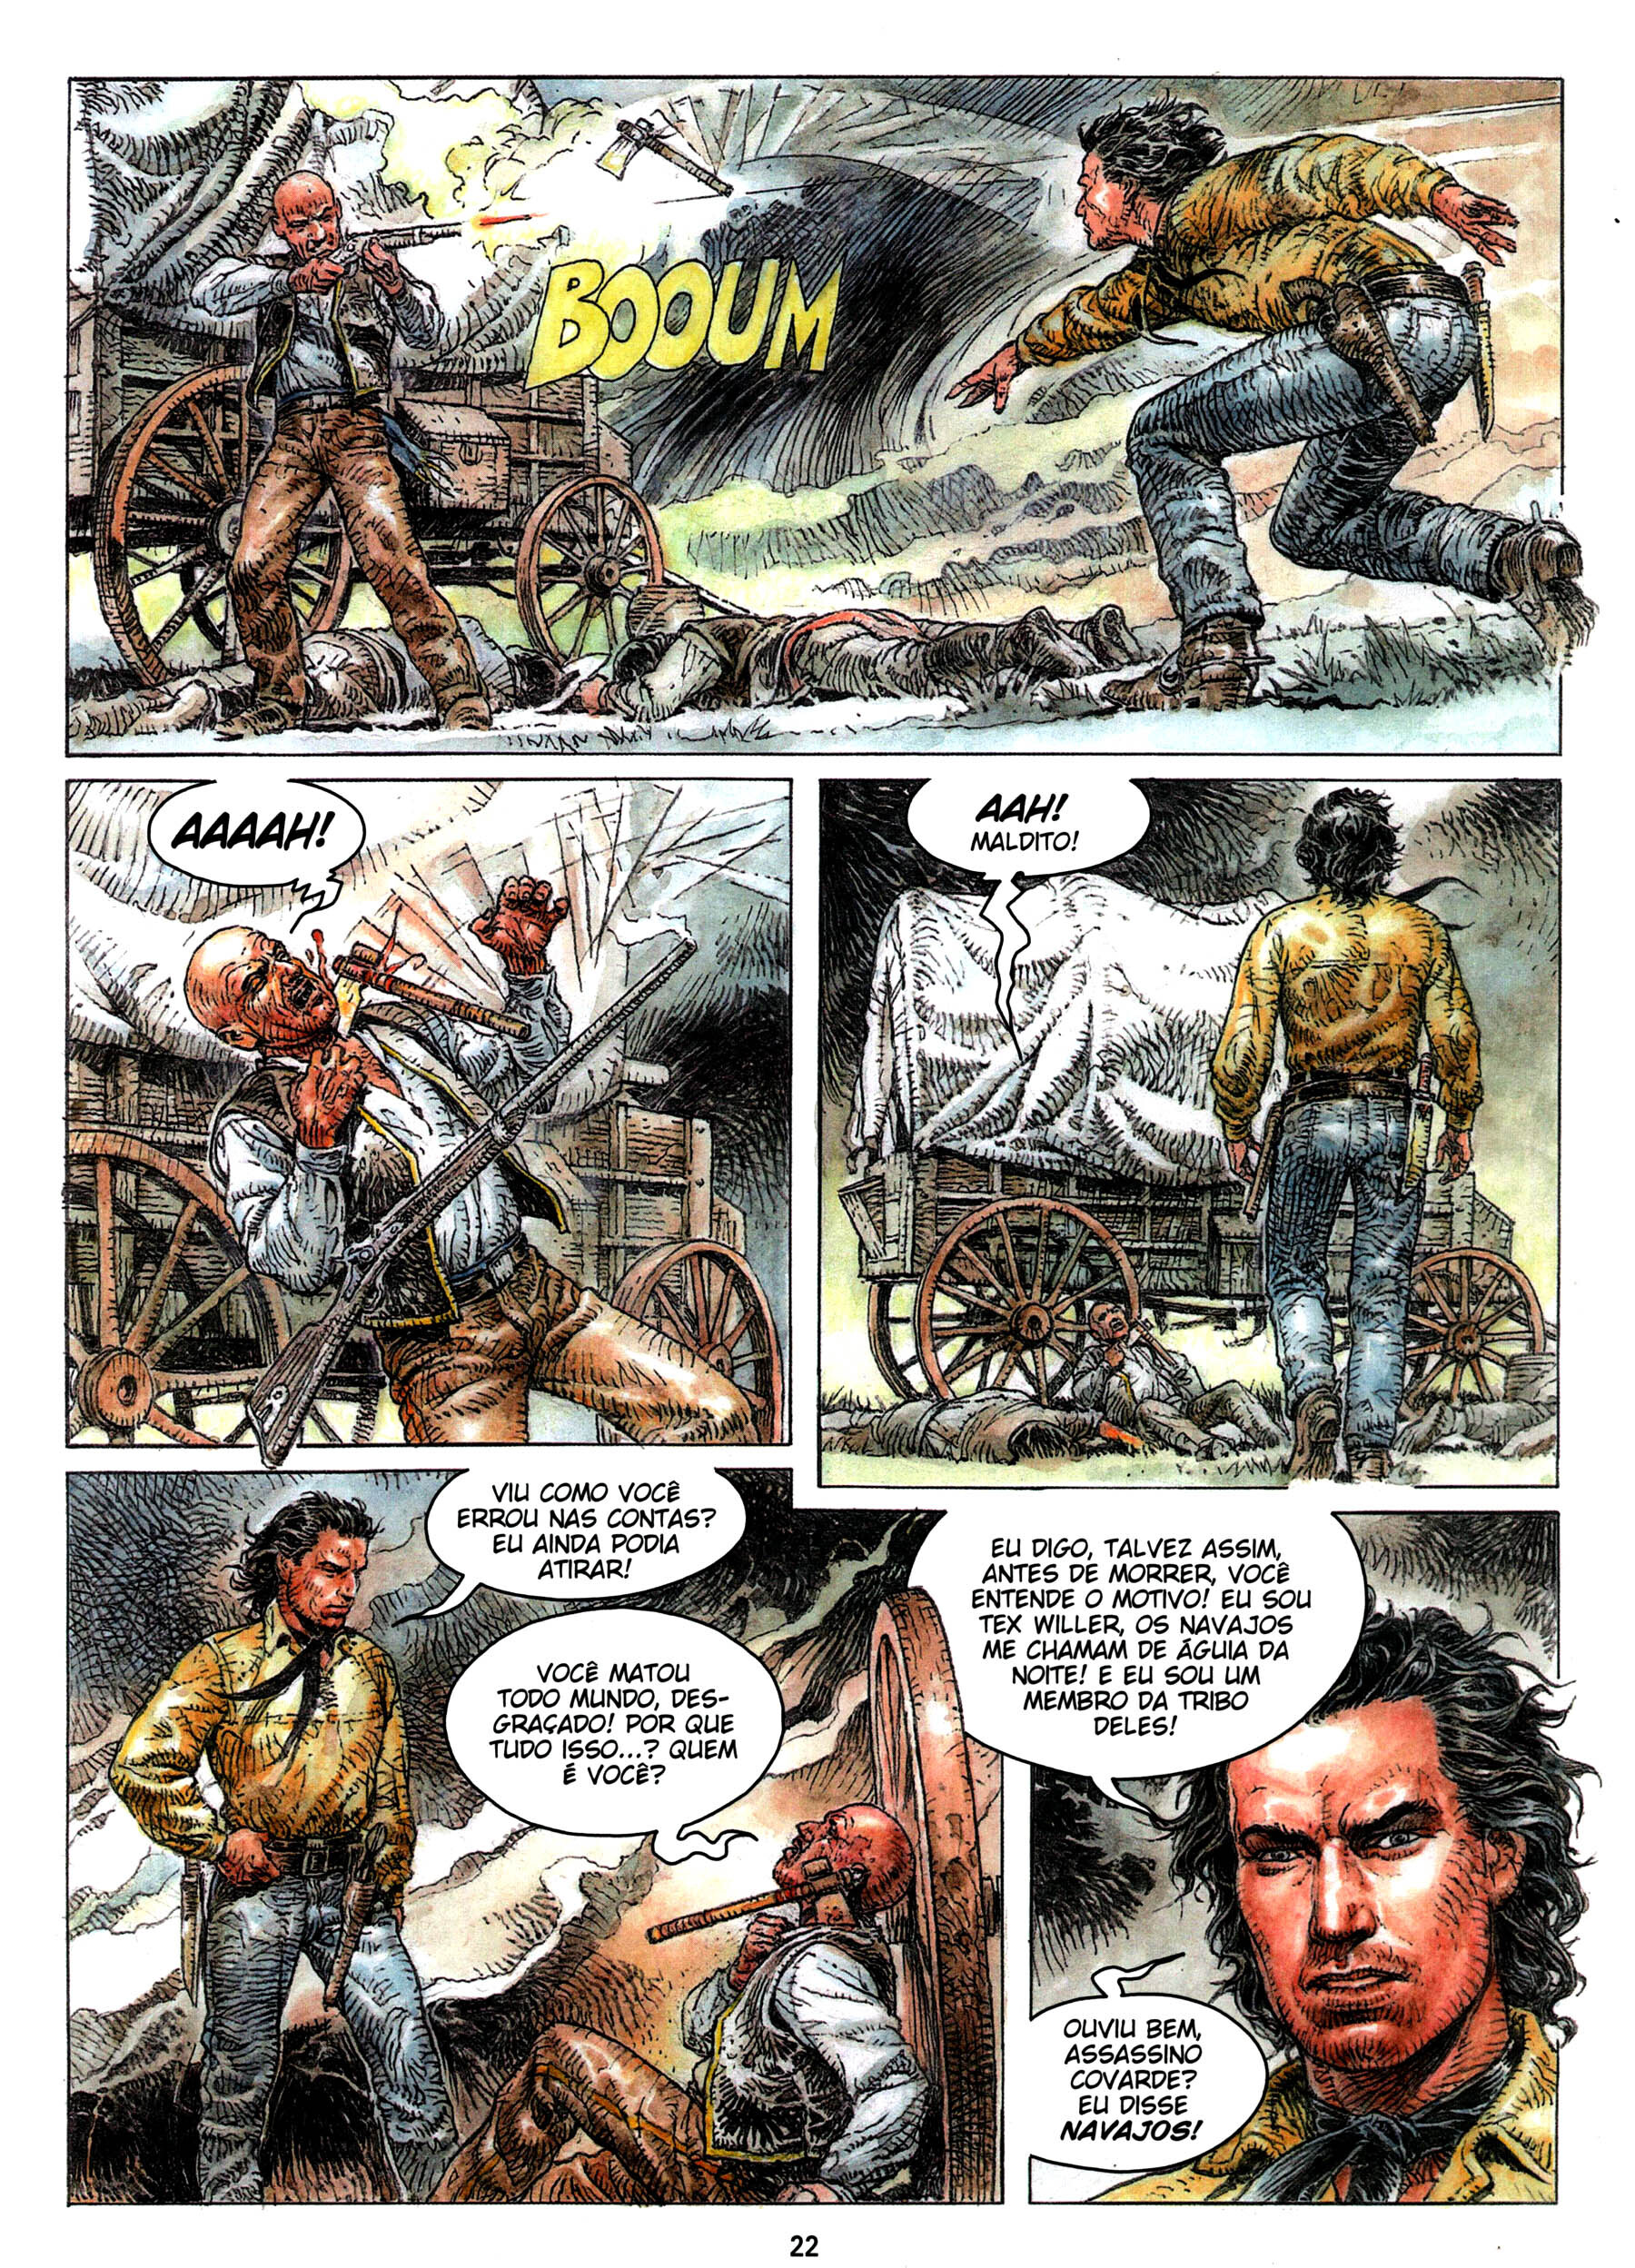 BOOUM
AAAAH!
AAH!
MALDITO!
VIU COMO VOCÊ
ERROU NAS CONTAS?
EU AINDA PODIA
ATIRAR!
VOCÊ MATOU
TODO MUNDO, DES-
GRAÇADO! POR QUE
TUDO ISSO...? QUEM
É VOCÊ?
EU DIGO, TALVEZ ASSIM,
ANTES DE MORRER, VOCÊ
ENTENDE O MOTIVO! EU SOU
TEX WILLER, OS NAVAJOS
ME CHAMAM DE ÁGUIA DA
NOITE! E EU SOU UM
MEMBRO DA TRIBO
DELES!
OUVIU BEM,
ASSASSINO
COVARDE?
EU DISSE
NAVAJOS!
22